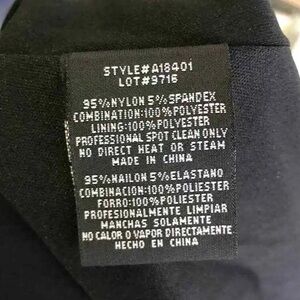 STYLE#A18401
LOT#9716
95%NYLON 5%SPANDEX
COMBINATION:100%POLYESTER
LINING:100%POLYESTER
PROFESSIONAL SPOT CLEAN ONLY
NO DIRECT HEAT OR STEAM
MADE IN CHINA
95%NAILON 5%ELASTANO
COMBINACION:100%POLIESTER
FORRO:100%POLIESTER
PROFESIONALMENTE LIMPIAR
MANCHAS SOLAMENTE
NO CALOR O VAPOR DIRECTAMENTE
HECHO EN CHINA